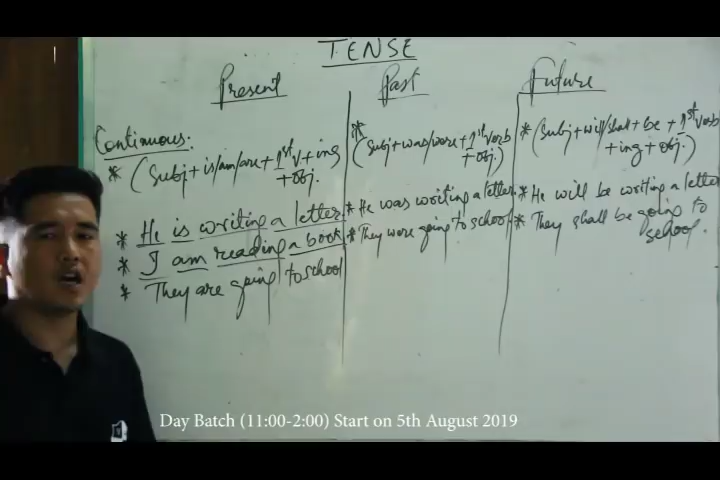 TENSE
Present
Past
Future
Continuous:
* (Subj + is/am/are + 1st v + ing
+ obj.
* He is writing a letter
* I am reading a book
* They are going to school
*
(Subj + was/were + 1st verb
+ obj.)
* He was writing a letter
* They were going to school
* (Subj + will/shall + be + 1st verb
+ ing + obj.)
* He will be writing a letter
* They shall be going to
school.
Day Batch (11:00-2:00) Start on 5th August 2019